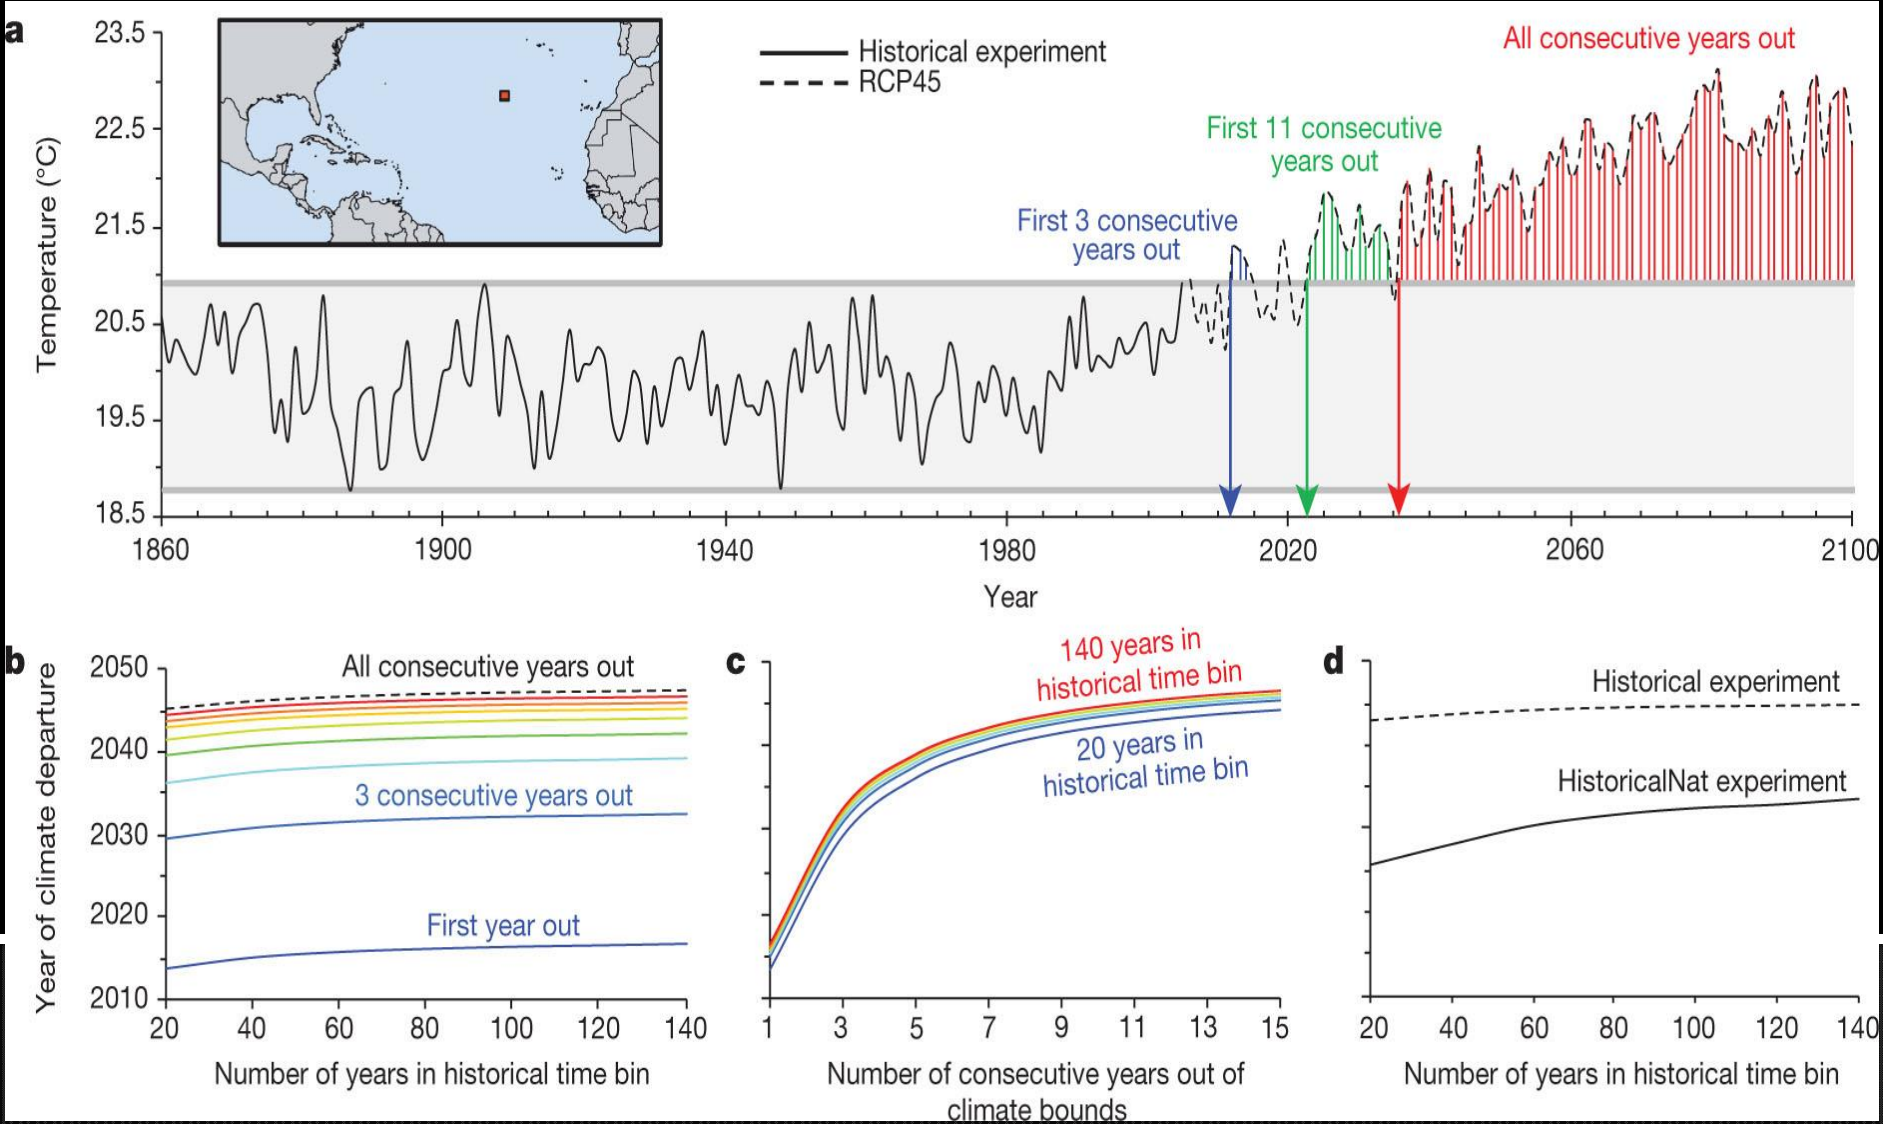 a
23.5
22.5
21.5
20.5
19.5
18.5
Temperature (°C)
Historical experiment
RCP45
First 3 consecutive
years out
First 11 consecutive
years out
All consecutive years out
1860
1900
1940
1980
2020
2060
2100
Year
b
2050
2040
2030
2020
2010
Year of climate departure
All consecutive years out
3 consecutive years out
First year out
20
40
60
80
100
120
140
Number of years in historical time bin
c
140 years in
historical time bin
20 years in
historical time bin
1
3
5
7
9
11
13
15
Number of consecutive years out of
climate bounds
d
Historical experiment
HistoricalNat experiment
20
40
60
80
100
120
140
Number of years in historical time bin